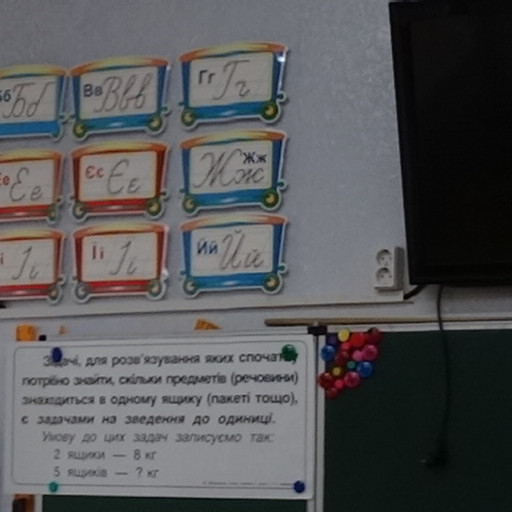 Бб Бб
Вв Ввв
Гг Гг
Ее Ее
Єє Єє
Жж Жж
Іі
Її Її
Йй Йй
Задачі, для розв'язування яких спочатку
потрібно знайти, скільки предметів (речовини)
знаходиться в одному ящику (пакеті тощо),
є задачами на зведення до одиниці.
Умову до цих задач записуємо так:
2 ящики — 8 кг
5 ящиків — ? кг